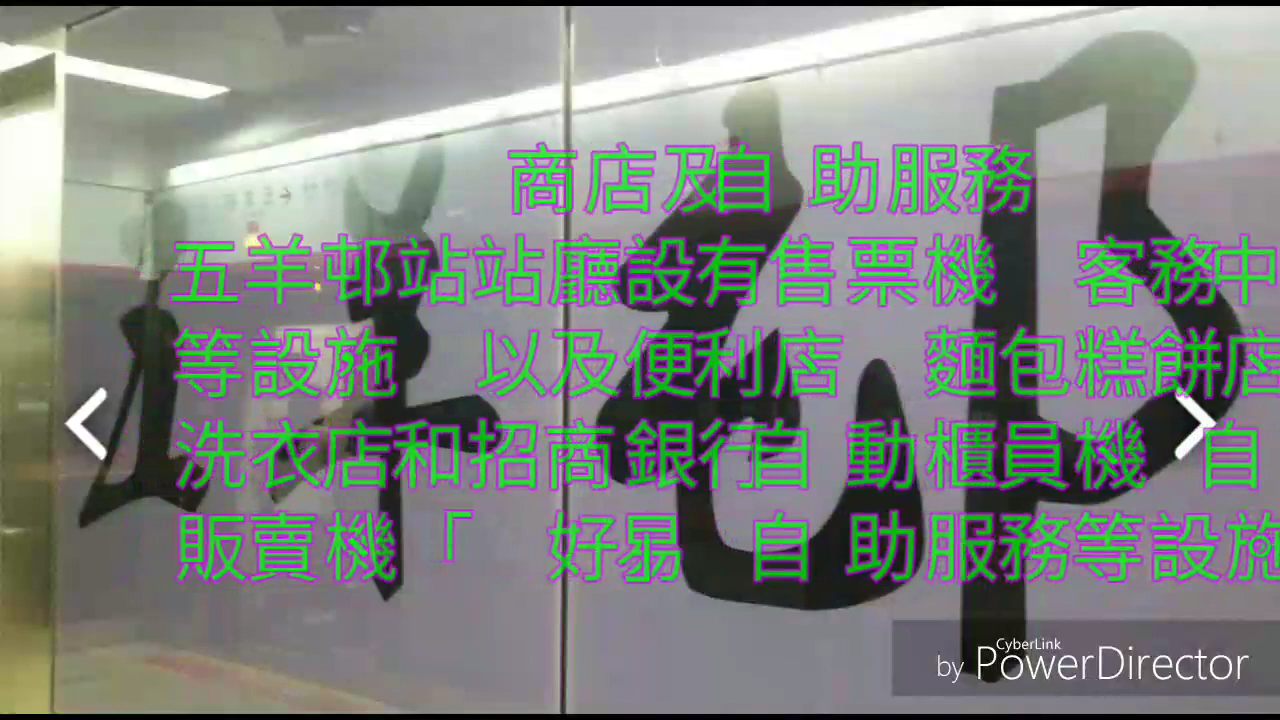 商店及自 助服務
五羊邨站站廳設有售票機 客務中
等設施 以及便利店 麵包糕餅店
洗衣店和招商銀行自 動櫃員機 自
販賣機「 好易 自 助服務等設施
羊邨
CyberLink
by PowerDirector